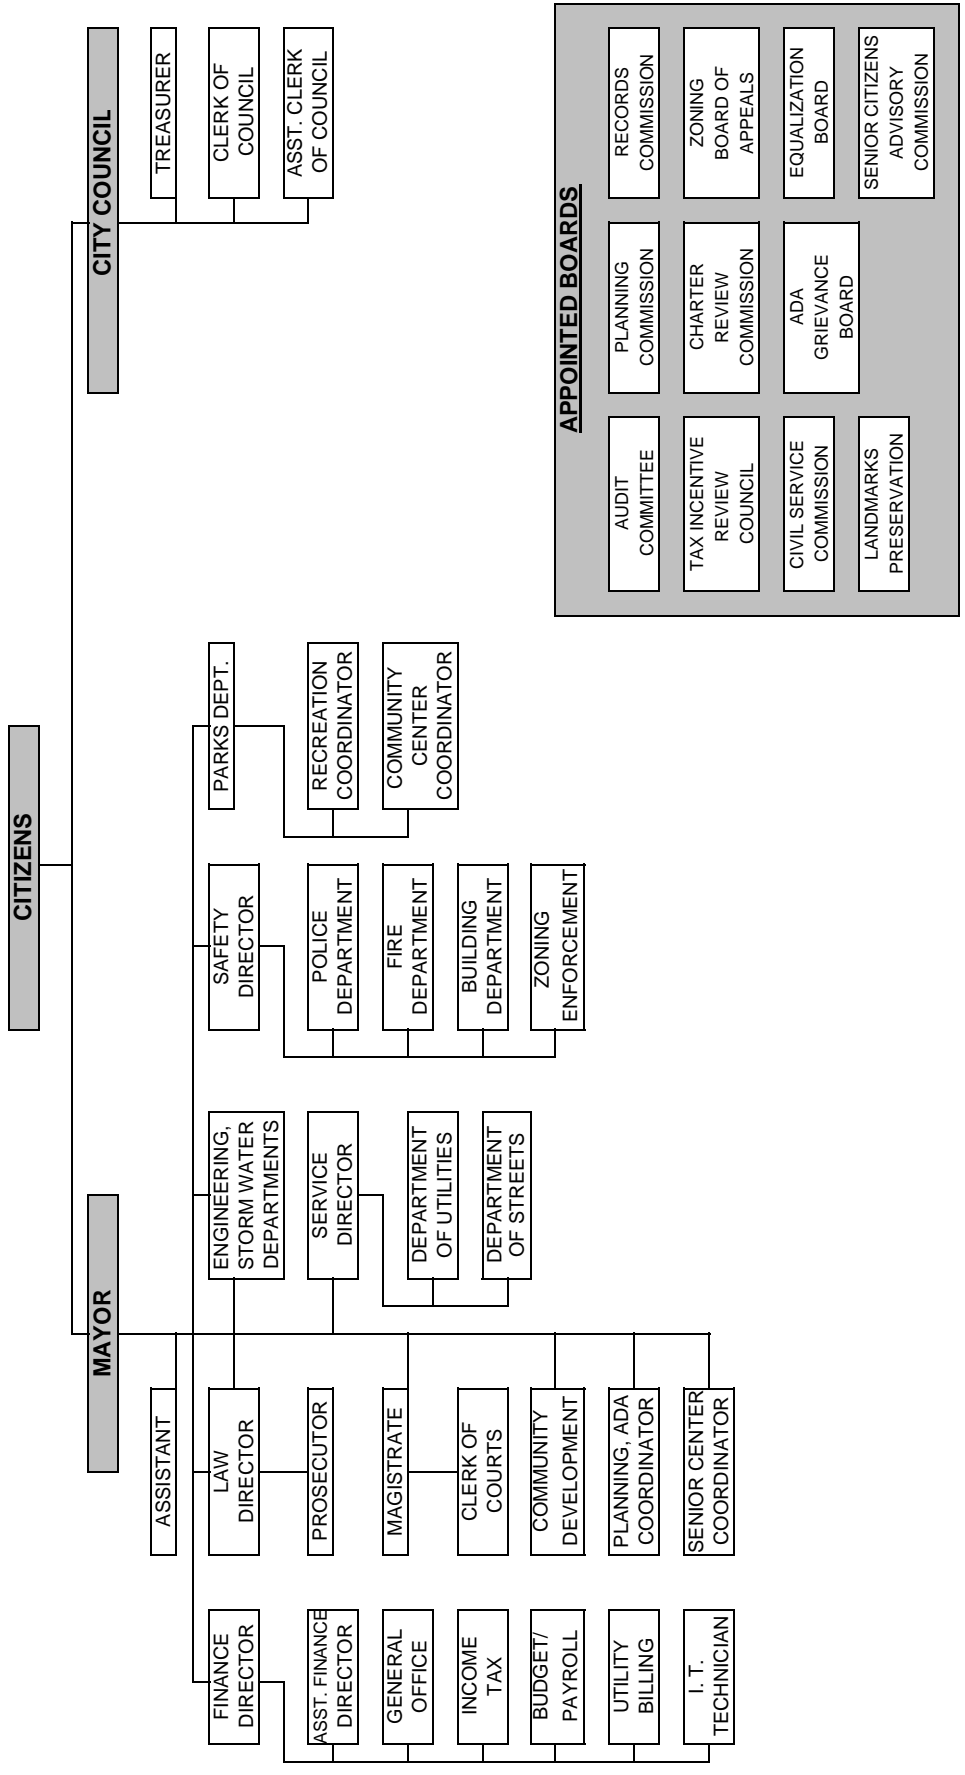 CITIZENS
MAYOR
CITY COUNCIL
ASSISTANT
TREASURER
CLERK OF
COUNCIL
ASST. CLERK
OF COUNCIL
FINANCE
DIRECTOR
ASST. FINANCE
DIRECTOR
GENERAL
OFFICE
INCOME
TAX
BUDGET/
PAYROLL
UTILITY
BILLING
I. T.
TECHNICIAN
LAW
DIRECTOR
PROSECUTOR
MAGISTRATE
CLERK OF
COURTS
COMMUNITY
DEVELOPMENT
PLANNING, ADA
COORDINATOR
SENIOR CENTER
COORDINATOR
ENGINEERING,
STORM WATER
DEPARTMENTS
SERVICE
DIRECTOR
DEPARTMENT
OF UTILITIES
DEPARTMENT
OF STREETS
SAFETY
DIRECTOR
POLICE
DEPARTMENT
FIRE
DEPARTMENT
BUILDING
DEPARTMENT
ZONING
ENFORCEMENT
PARKS DEPT.
RECREATION
COORDINATOR
COMMUNITY
CENTER
COORDINATOR
APPOINTED BOARDS
AUDIT
COMMITTEE
PLANNING
COMMISSION
RECORDS
COMMISSION
TAX INCENTIVE
REVIEW
COUNCIL
CHARTER
REVIEW
COMMISSION
ZONING
BOARD OF
APPEALS
CIVIL SERVICE
COMMISSION
ADA
GRIEVANCE
BOARD
EQUALIZATION
BOARD
LANDMARKS
PRESERVATION
SENIOR CITIZENS
ADVISORY
COMMISSION